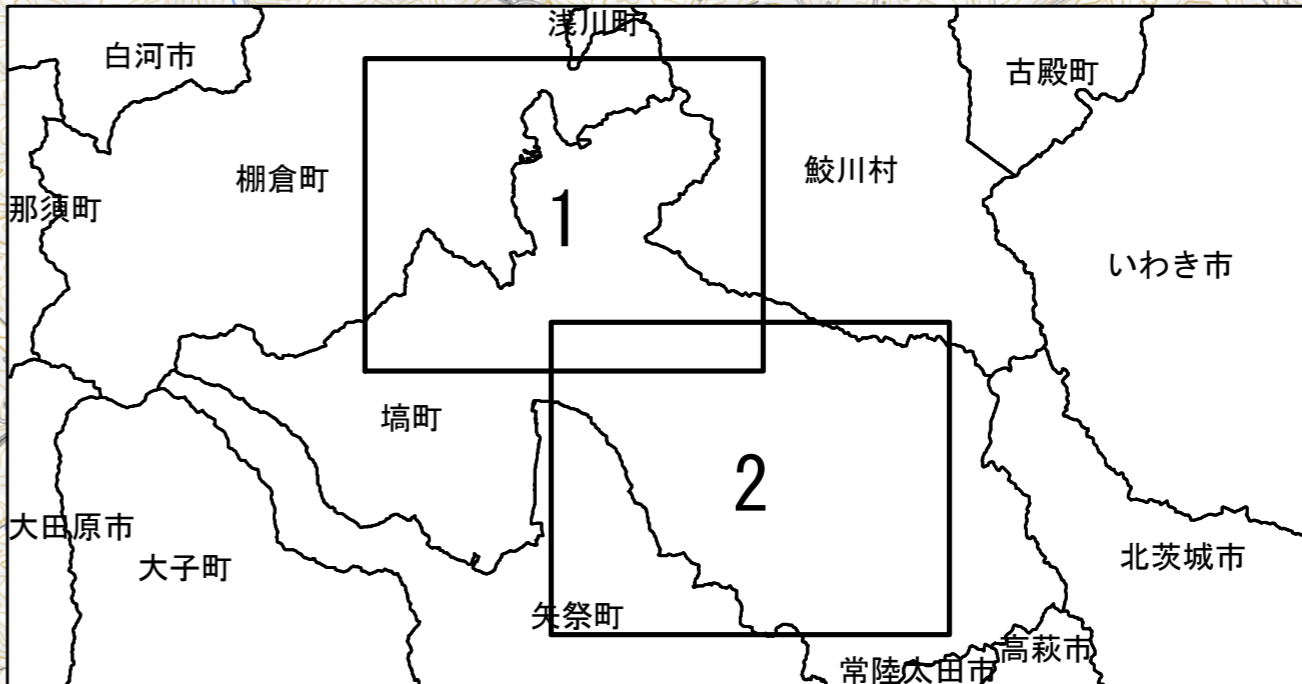 浅川町
白河市
古殿町
棚倉町
鮫川村
那須町
1
いわき市
塙町
2
大田原市
大子町
北茨城市
矢祭町
高萩市
常陸太田市